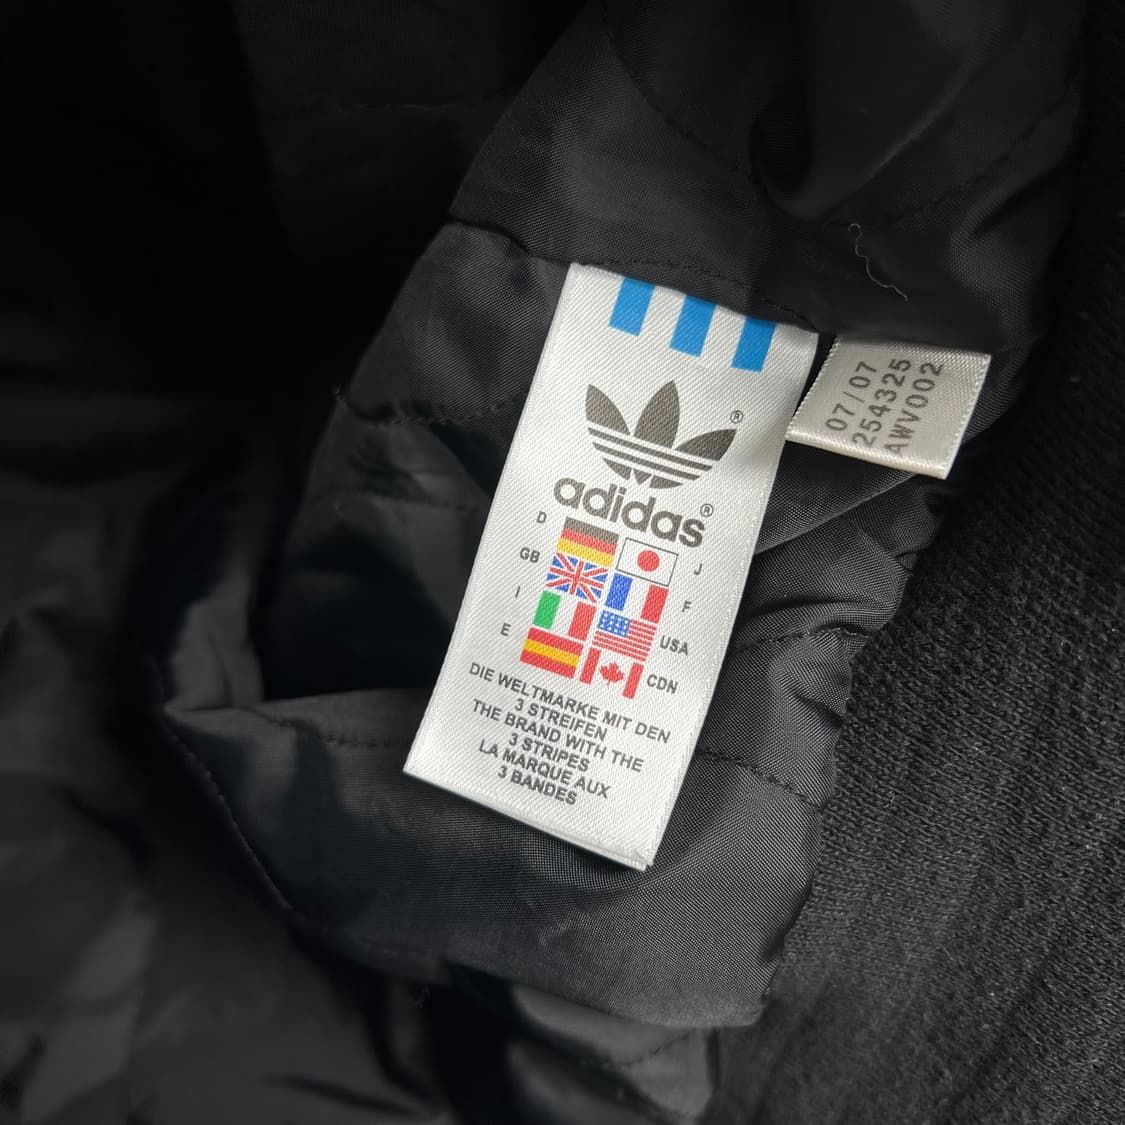 ®
adidas®
D
J
GB
F
I
USA
E
CDN
DIE WELTMARKE MIT DEN
3 STREIFEN
THE BRAND WITH THE
3 STRIPES
LA MARQUE AUX
3 BANDES
07/07
254325
AWV002